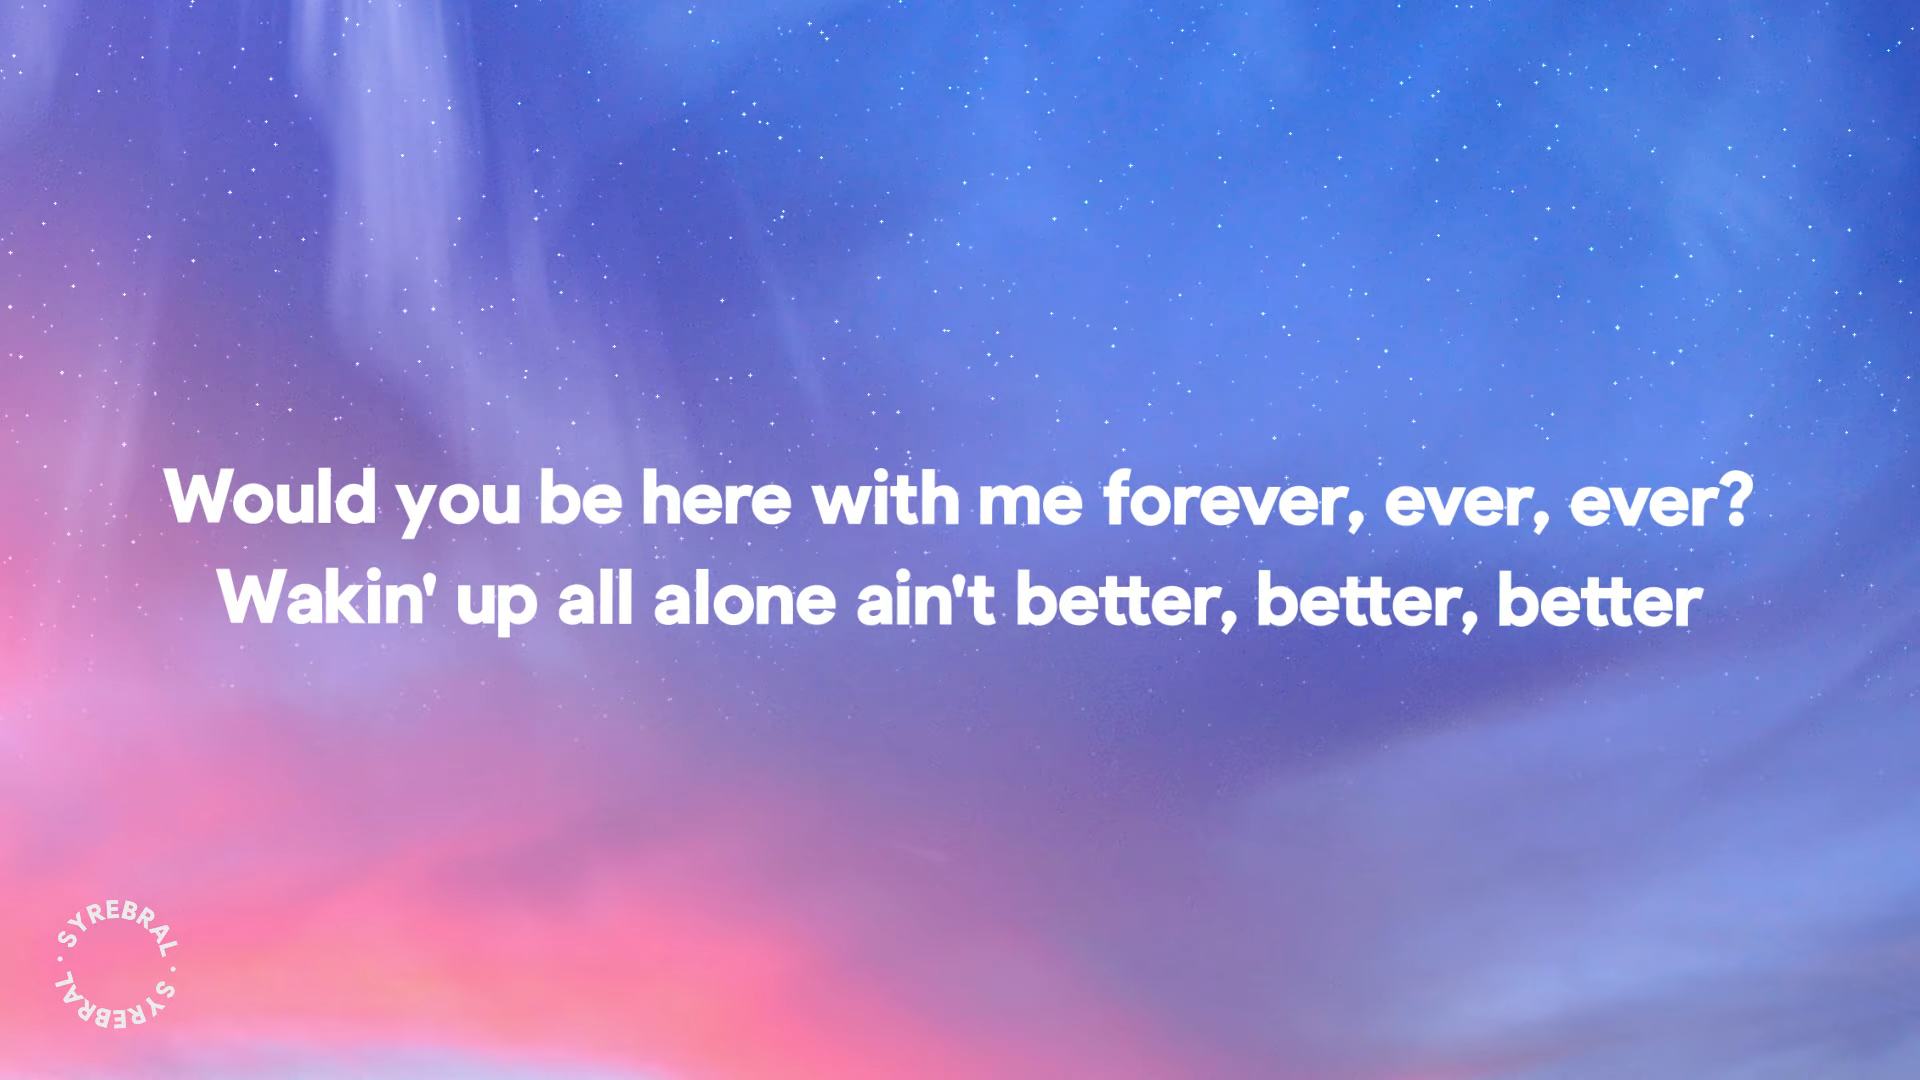 Would you be here with me forever, ever, ever?
Wakin' up all alone ain't better, better, better
SYREBRAL · SYREBRAL ·